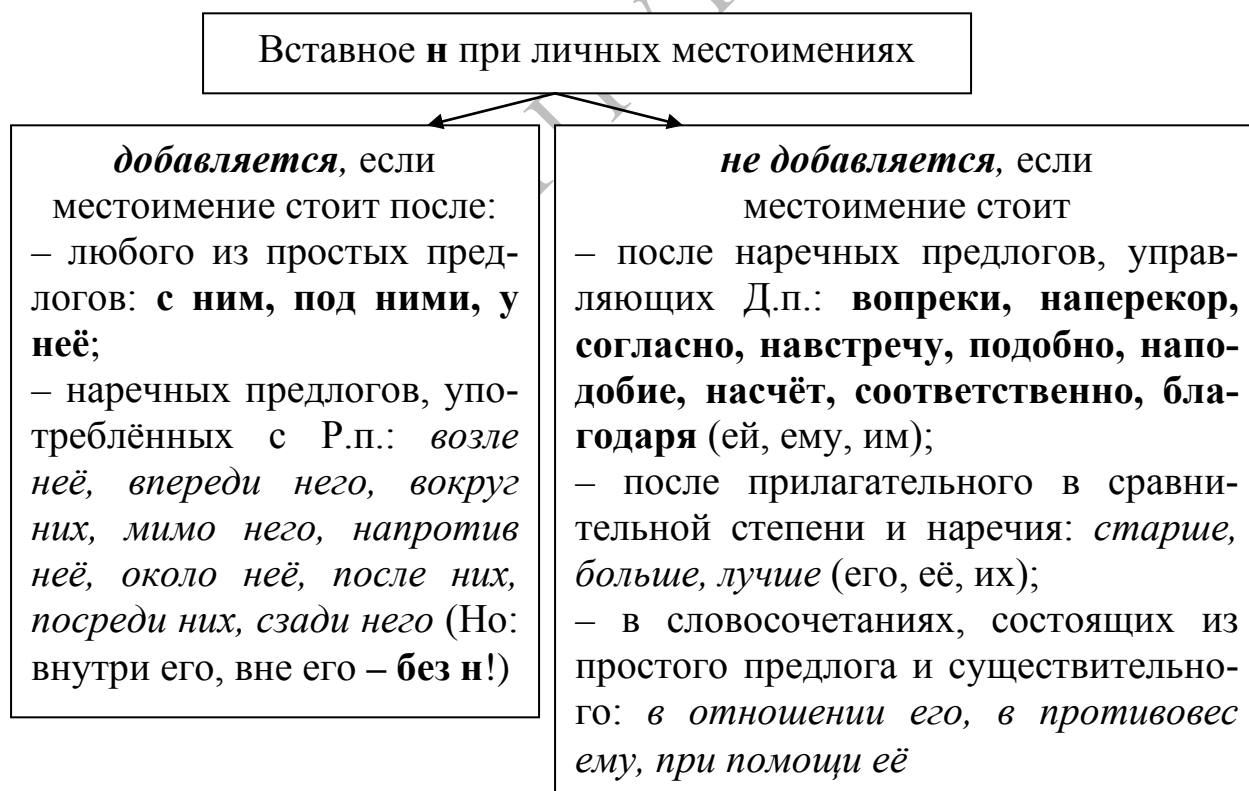 Вставное н при личных местоимениях
добавляется, если
местоимение стоит после:
– любого из простых пред-
логов: с ним, под ними, у
неё;
– наречных предлогов, упо-
треблённых с Р.п.: возле
неё, впереди него, вокруг
них, мимо него, напротив
неё, около неё, после них,
посреди них, сзади него (Но:
внутри его, вне его – без н!)
не добавляется, если
местоимение стоит
– после наречных предлогов, управ-
ляющих Д.п.: вопреки, наперекор,
согласно, навстречу, подобно, напо-
добие, насчёт, соответственно, бла-
годаря (ей, ему, им);
– после прилагательного в сравни-
тельной степени и наречия: старше,
больше, лучше (его, её, их);
– в словосочетаниях, состоящих из
простого предлога и существительно-
го: в отношении его, в противовес
ему, при помощи её